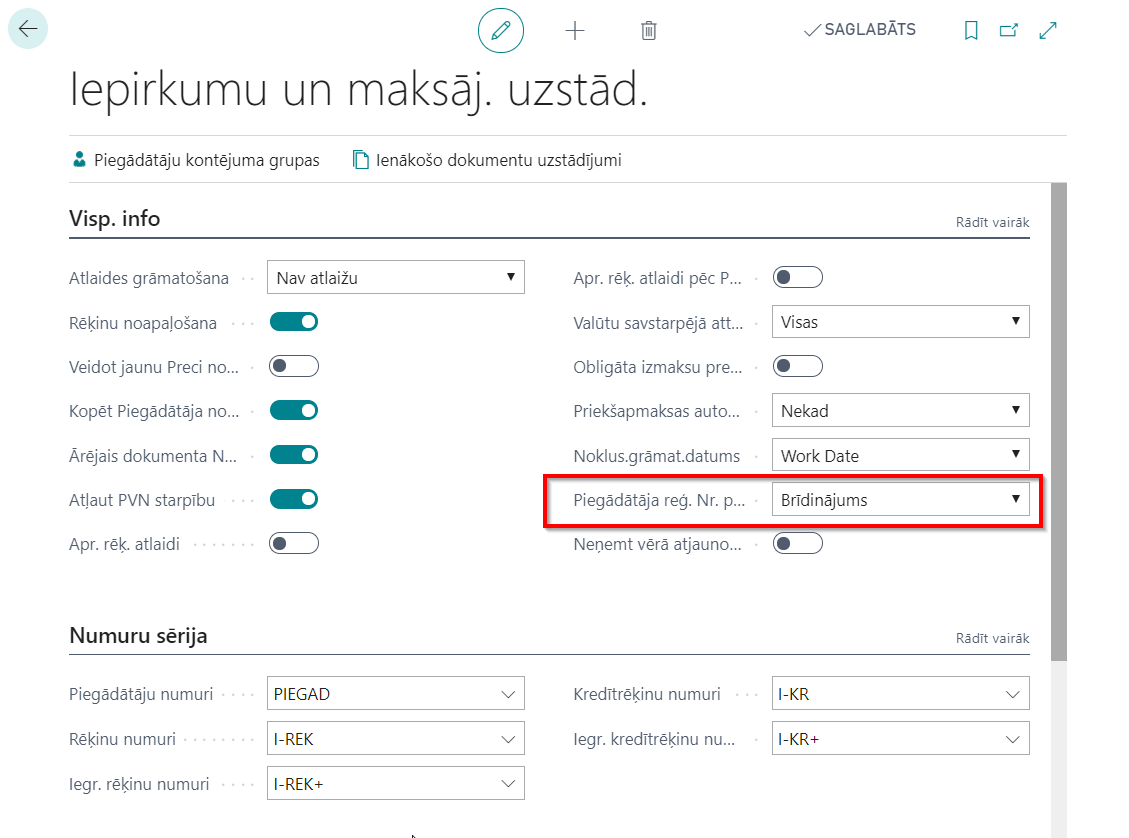 SAGLABĀTS
Iepirkumu un maksāj. uzstād.
Piegādātāju kontējuma grupas Ienākošo dokumentu uzstādījumi
Visp. info Rādīt vairāk
Atlaides grāmatošana Nav atlaižu
Rēķinu noapaļošana
Veidot jaunu Preci no...
Kopēt Piegādātāja no...
Ārējais dokumenta N...
Atļaut PVN starpību
Apr. rēķ. atlaidi
Apr. rēķ. atlaidi pēc P...
Valūtu savstarpējā att... Visas
Obligāta izmaksu pre...
Priekšapmaksas auto... Nekad
Noklus.grāmat.datums Work Date
Piegādātāja reģ. Nr. p... Brīdinājums
Neņemt vērā atjauno...
Numuru sērija Rādīt vairāk
Piegādātāju numuri PIEGAD
Rēķinu numuri I-REK
Iegr. rēķinu numuri I-REK+
Kredītrēķinu numuri I-KR
Iegr. kredītrēķinu nu... I-KR+